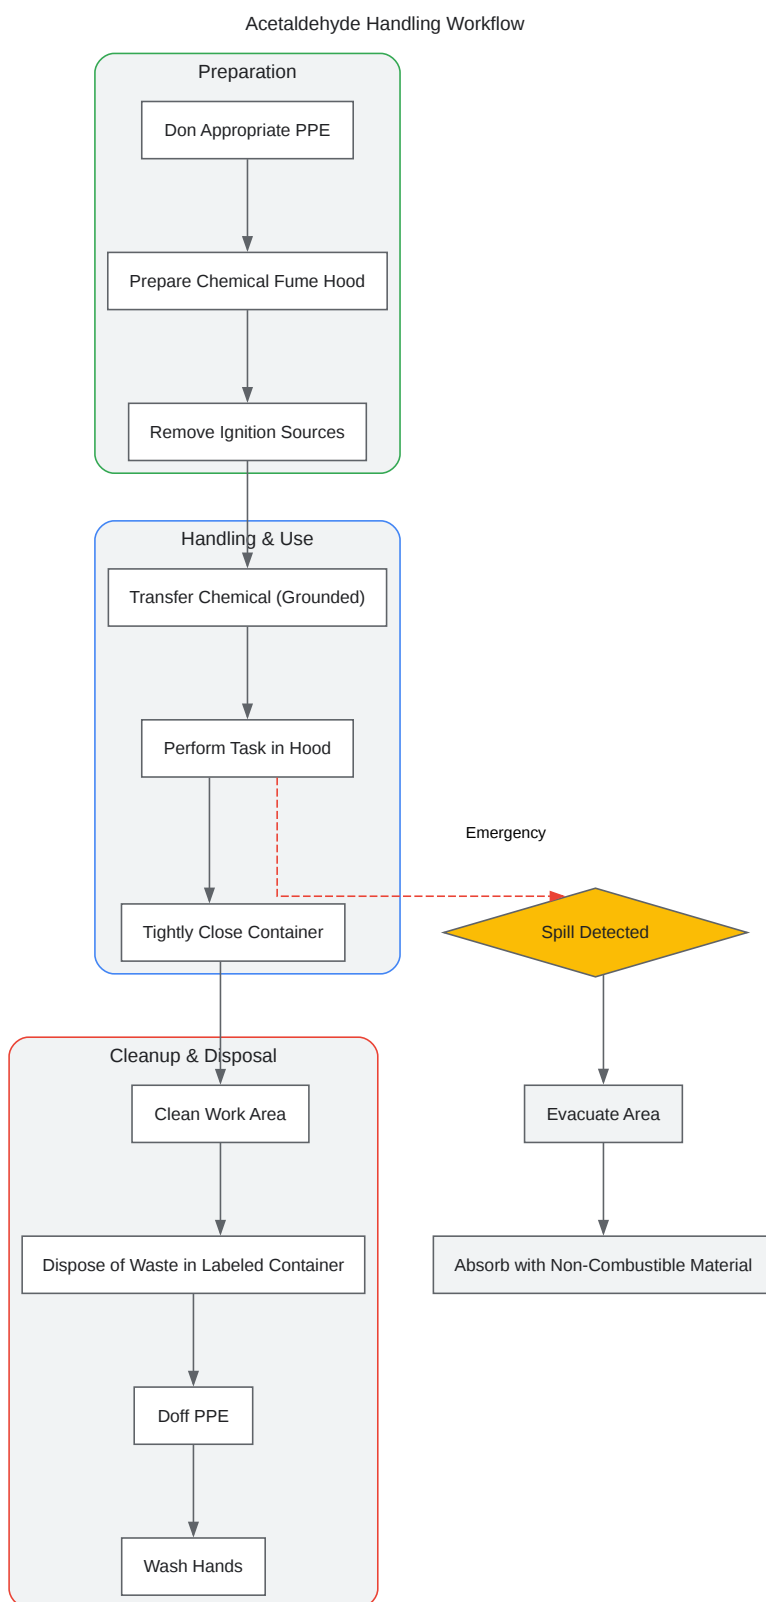 Acetaldehyde Handling Workflow
Preparation
Don Appropriate PPE
Prepare Chemical Fume Hood
Remove Ignition Sources
Handling & Use
Transfer Chemical (Grounded)
Perform Task in Hood
Emergency
Tightly Close Container
Spill Detected
Cleanup & Disposal
Clean Work Area
Evacuate Area
Dispose of Waste in Labeled Container
Absorb with Non-Combustible Material
Doff PPE
Wash Hands